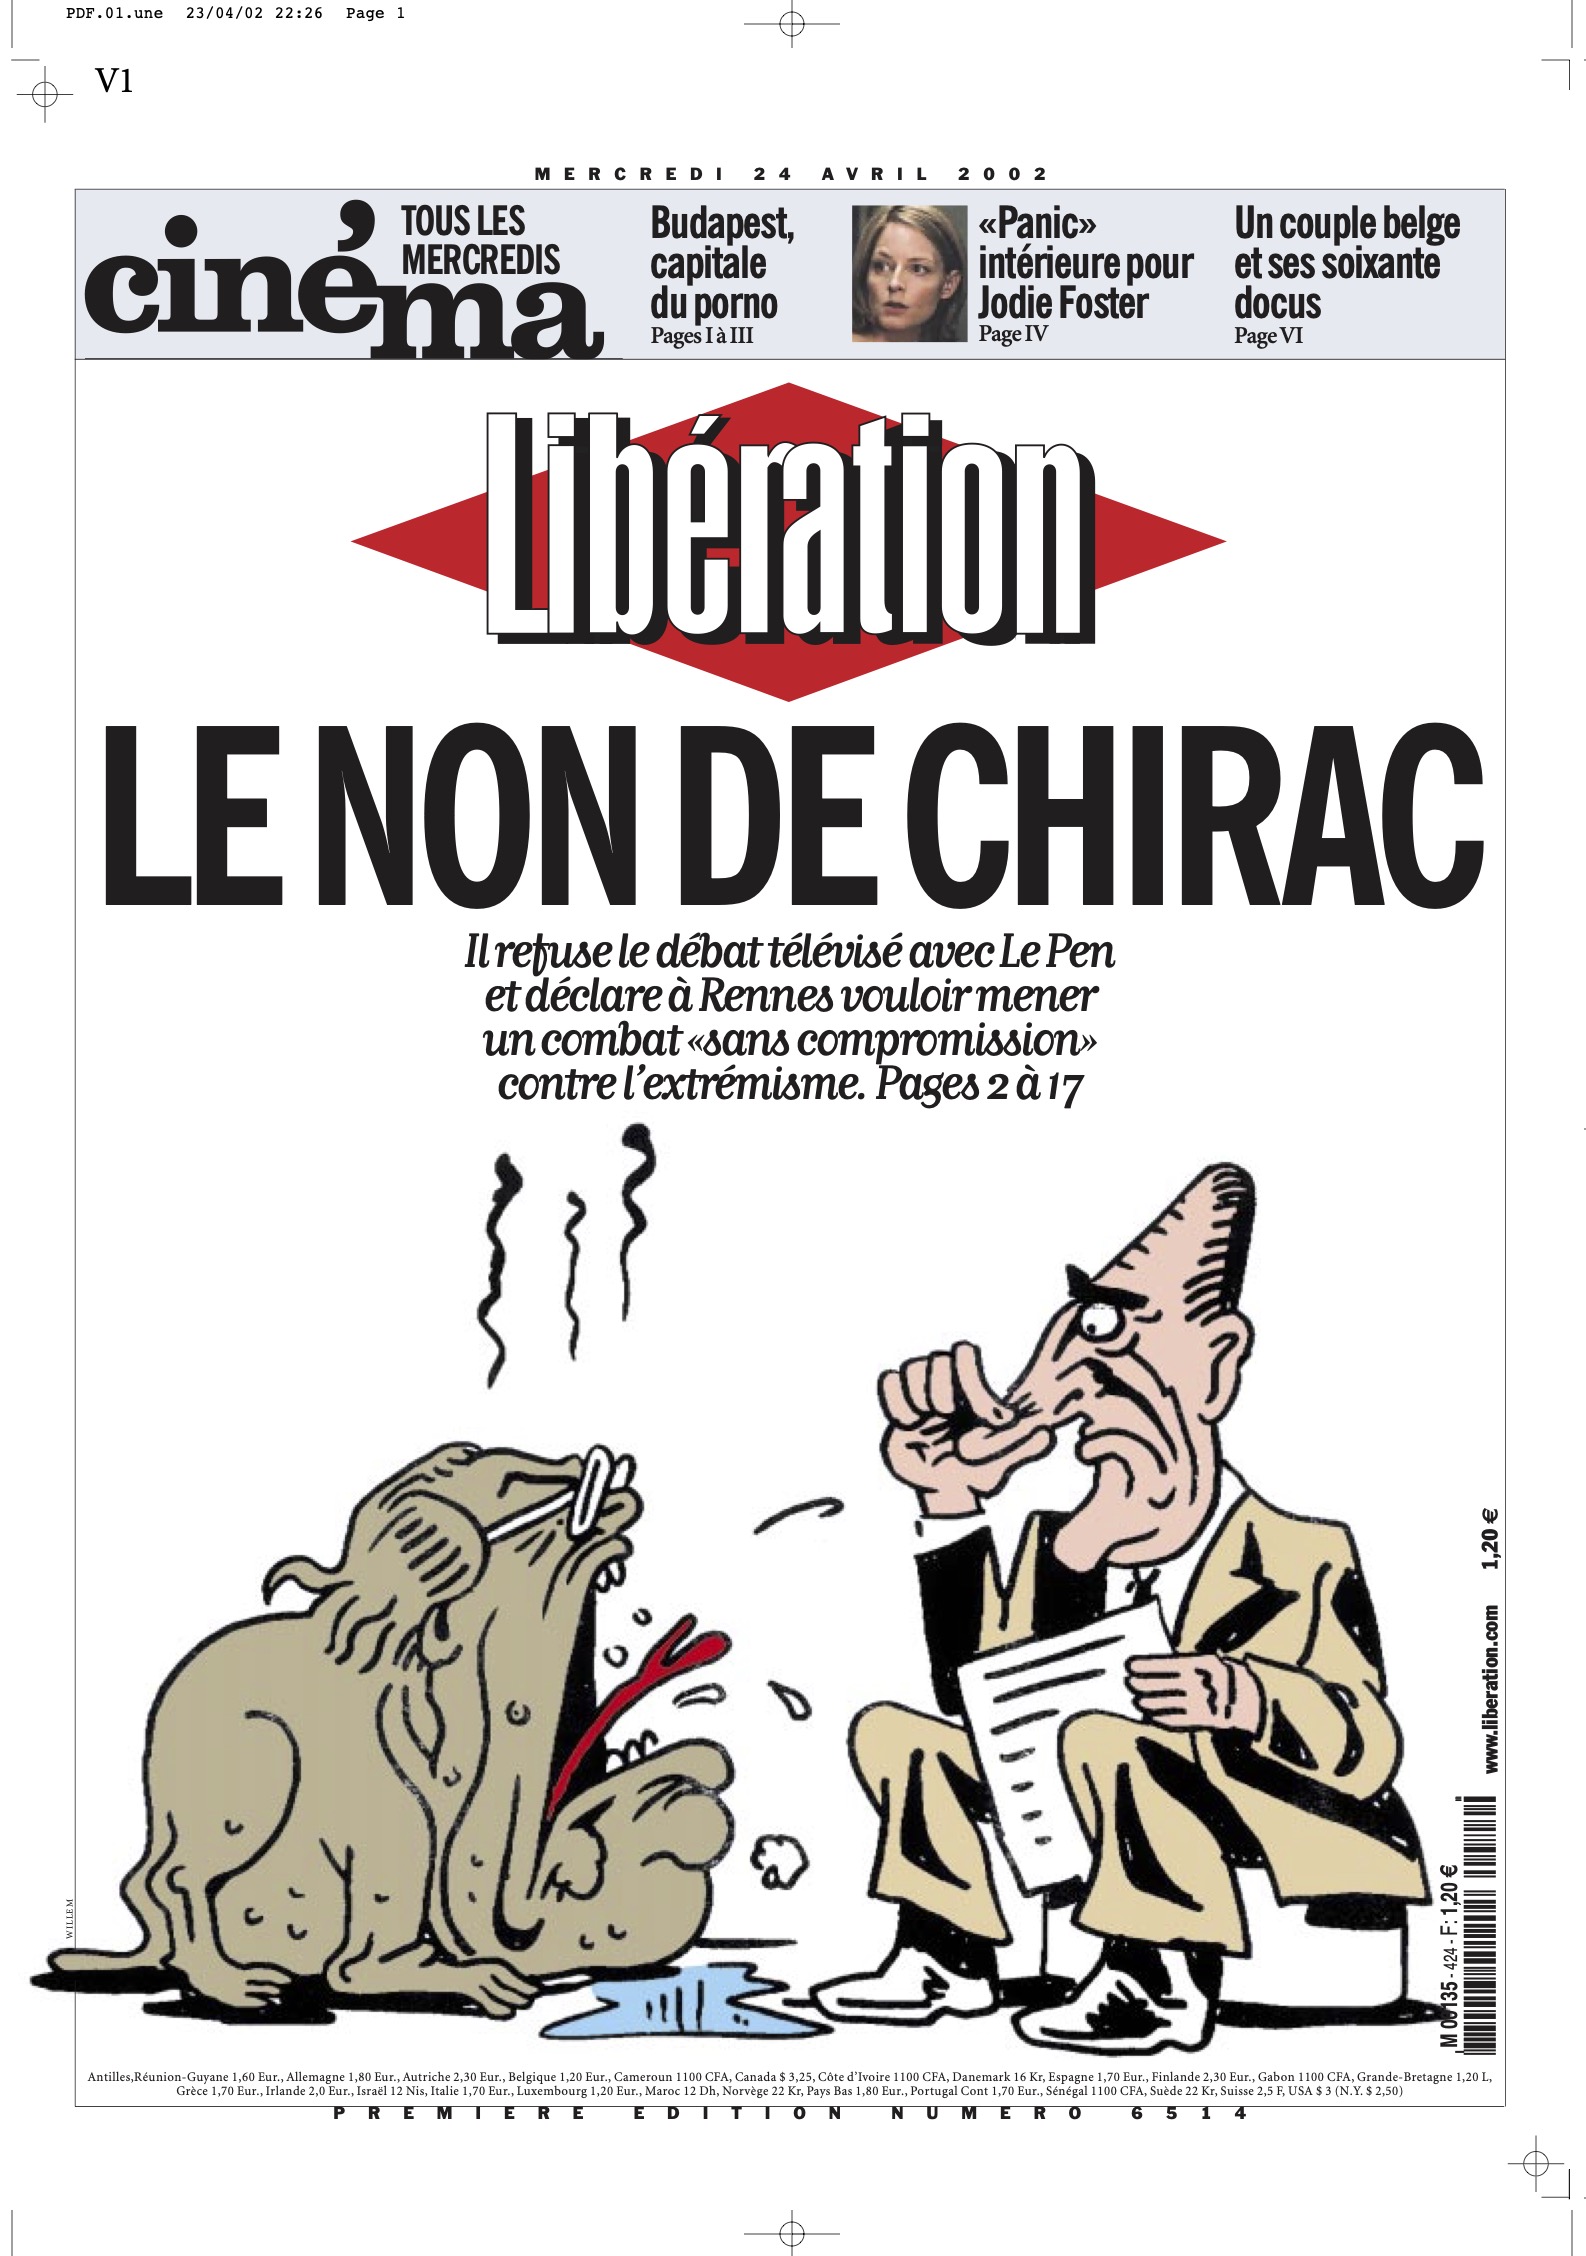 PDF.01.une 23/04/02 22:26 Page 1
V1
MERCREDI 24 AVRIL 2002
cinéma
TOUS LES
MERCREDIS
Budapest,
capitale
du porno
Pages I à III
«Panic»
intérieure pour
Jodie Foster
Page IV
Un couple belge
et ses soixante
docus
Page VI
Libération
LE NON DE CHIRAC
Il refuse le débat télévisé avec Le Pen
et déclare à Rennes vouloir mener
un combat «sans compromission»
contre l'extrémisme. Pages 2 à 17
WILLEM
www.liberation.com 1,20 €
M 00135 - 424 - F: 1,20 €
Antilles,Réunion-Guyane 1,60 Eur., Allemagne 1,80 Eur., Autriche 2,30 Eur., Belgique 1,20 Eur., Cameroun 1100 CFA, Canada $ 3,25, Côte d'Ivoire 1100 CFA, Danemark 16 Kr, Espagne 1,70 Eur., Finlande 2,30 Eur., Gabon 1100 CFA, Grande-Bretagne 1,20 L,
Grèce 1,70 Eur., Irlande 2,0 Eur., Israël 12 Nis, Italie 1,70 Eur., Luxembourg 1,20 Eur., Maroc 12 Dh, Norvège 22 Kr, Pays Bas 1,80 Eur., Portugal Cont 1,70 Eur., Sénégal 1100 CFA, Suède 22 Kr, Suisse 2,5 F, USA $ 3 (N.Y. $ 2,50)
PREMIERE EDITION NUMERO 6514